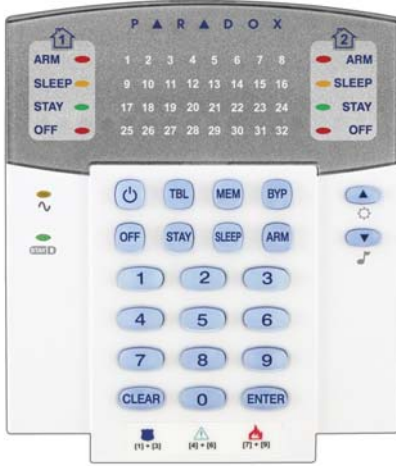 PARADOX
1 2
ARM 1 2 3 4 5 6 7 8 ARM
SLEEP 9 10 11 12 13 14 15 16 SLEEP
STAY 17 18 19 20 21 22 23 24 STAY
OFF 25 26 27 28 29 30 31 32 OFF
TBL MEM BYP
OFF STAY SLEEP ARM
1 2 3
4 5 6
7 8 9
CLEAR 0 ENTER
[1] + [3] [4] + [6] [7] + [9]